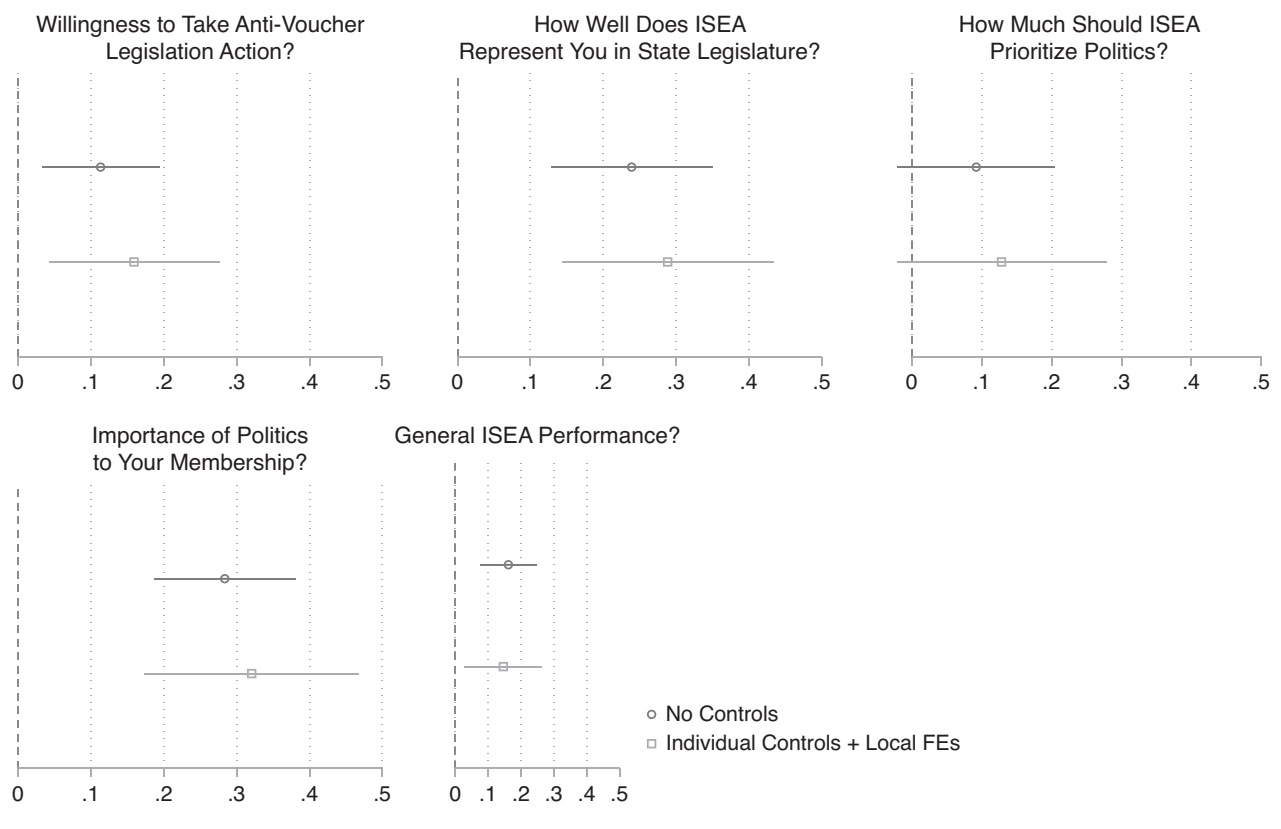 Willingness to Take Anti-Voucher
Legislation Action?
0 .1 .2 .3 .4 .5
How Well Does ISEA
Represent You in State Legislature?
0 .1 .2 .3 .4 .5
How Much Should ISEA
Prioritize Politics?
0 .1 .2 .3 .4 .5
Importance of Politics
to Your Membership?
0 .1 .2 .3 .4 .5
General ISEA Performance?
0 .1 .2 .3 .4 .5
No Controls
Individual Controls + Local FEs